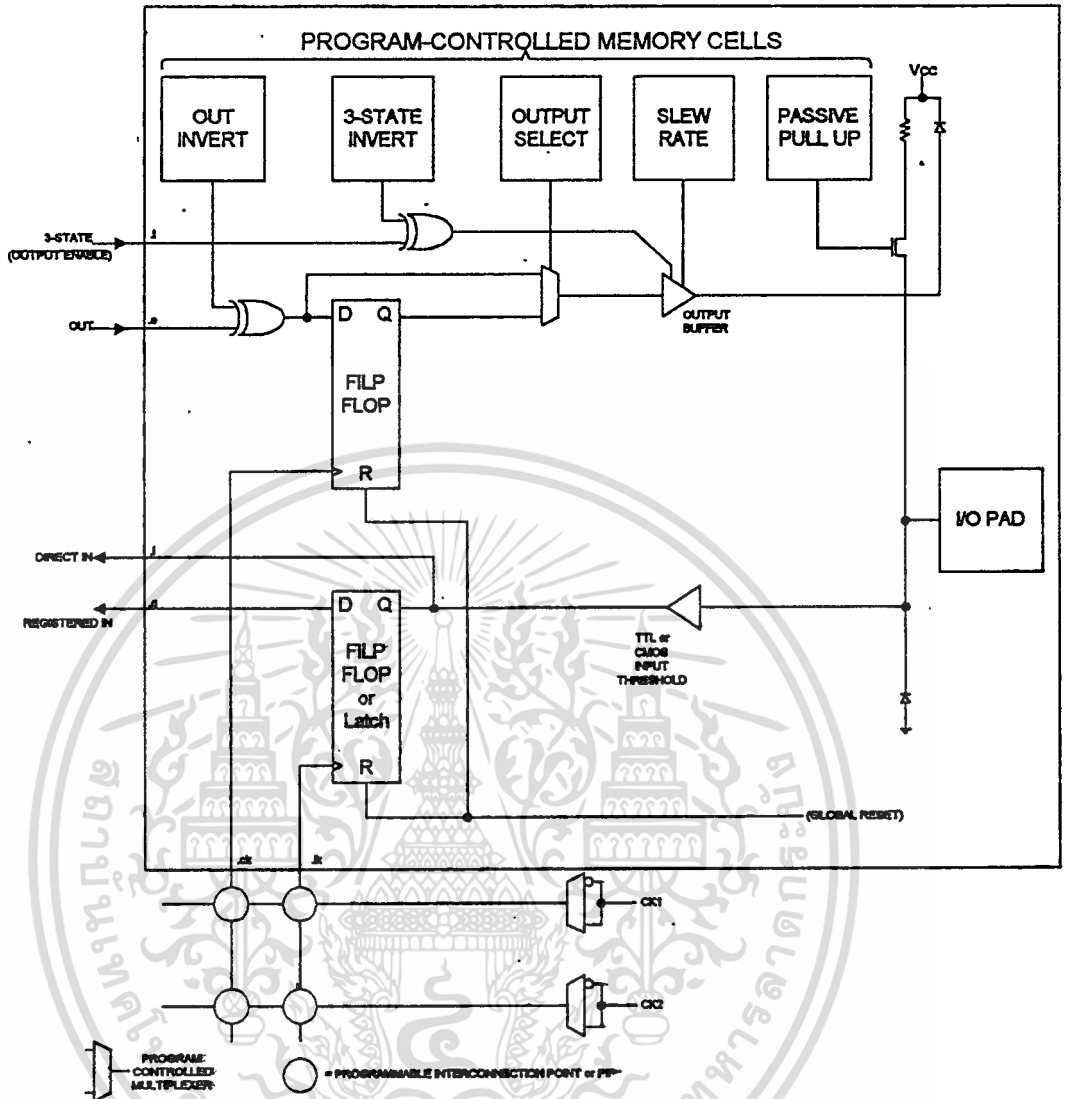 PROGRAM-CONTROLLED MEMORY CELLS
Vcc
OUT
INVERT
3-STATE
INVERT
OUTPUT
SELECT
SLEW
RATE
PASSIVE
PULL UP
3-STATE
(OUTPUT ENABLE)
.t
OUT
.o
D Q
OUTPUT
BUFFER
FILP
FLOP
R
I/O PAD
DIRECT IN
.i
REGISTERED IN
D Q
TTL or
CMOS
INPUT
THRESHOLD
FILP
FLOP
or
Latch
R
(GLOBAL RESET)
.ok
.ik
CK1
CK2
PROGRAM
CONTROLLED
MULTIPLEXER
= PROGRAMMABLE INTERCONNECTION POINT or PIP